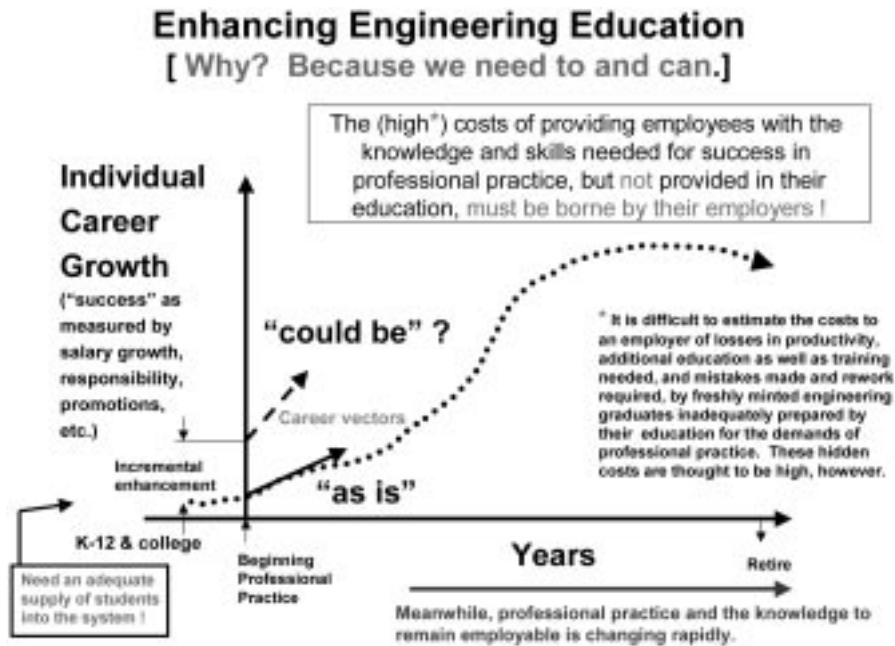 Enhancing Engineering Education
[ Why? Because we need to and can.]
The (high*) costs of providing employees with the
knowledge and skills needed for success in
professional practice, but not provided in their
education, must be borne by their employers !
Individual
Career
Growth
("success" as
measured by
salary growth,
responsibility,
promotions,
etc.)
"could be" ?
Career vectors
* It is difficult to estimate the costs to
an employer of losses in productivity,
additional education as well as training
needed, and mistakes made and rework
required, by freshly minted engineering
graduates inadequately prepared by
their education for the demands of
professional practice. These hidden
costs are thought to be high, however.
Incremental
enhancement
"as is"
K-12 & college
Beginning
Professional
Practice
Years
Retire
Need an adequate
supply of students
into the system !
Meanwhile, professional practice and the knowledge to
remain employable is changing rapidly.